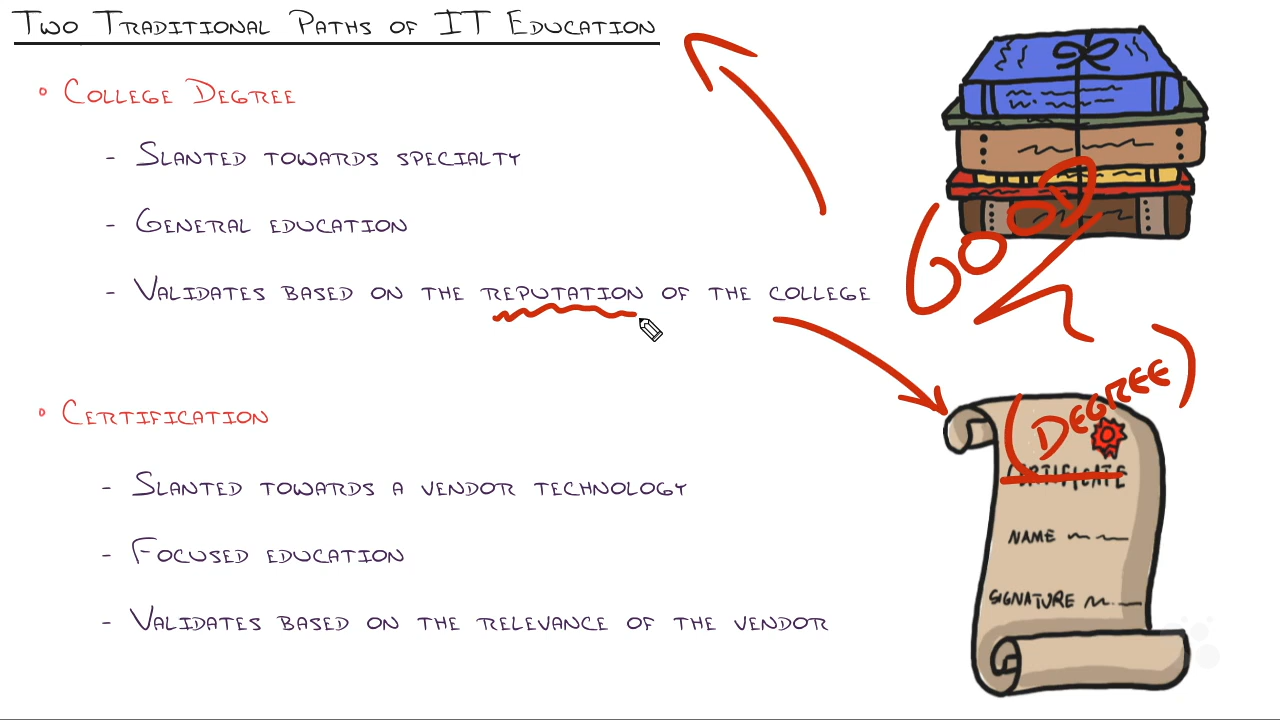 Two Traditional Paths of IT Education
• College Degree
- Slanted towards specialty
- General education
- Validates based on the reputation of the college
• Certification
- Slanted towards a vendor technology
- Focused education
- Validates based on the relevance of the vendor
(Degree)
Certificate
Name
Signature